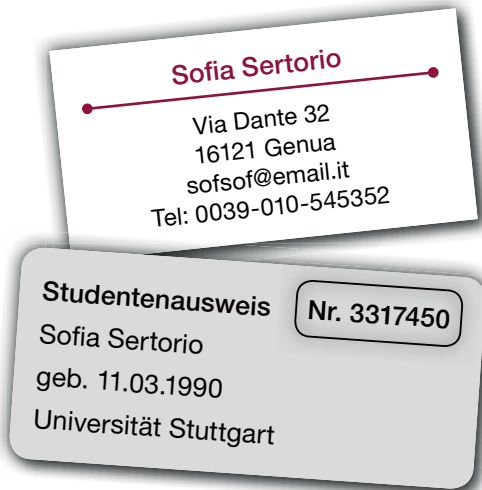 Sofia Sertorio
Via Dante 32
16121 Genua
sofsof@email.it
Tel: 0039-010-545352
Studentenausweis
Nr. 3317450
Sofia Sertorio
geb. 11.03.1990
Universität Stuttgart